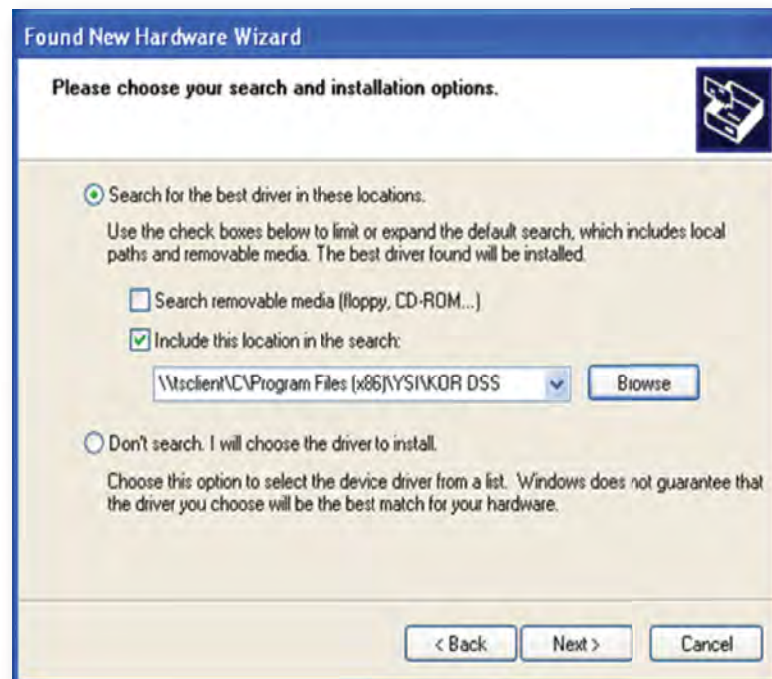 Found New Hardware Wizard
Please choose your search and installation options.
Search for the best driver in these locations.
Use the check boxes below to limit or expand the default search, which includes local
paths and removable media. The best driver found will be installed.
Search removable media (floppy, CD-ROM...)
Include this location in the search:
\\tsclient\C\Program Files (x86)\YSI\KOR DSS
Browse
Don't search. I will choose the driver to install.
Choose this option to select the device driver from a list. Windows does not guarantee that
the driver you choose will be the best match for your hardware.
< Back Next > Cancel